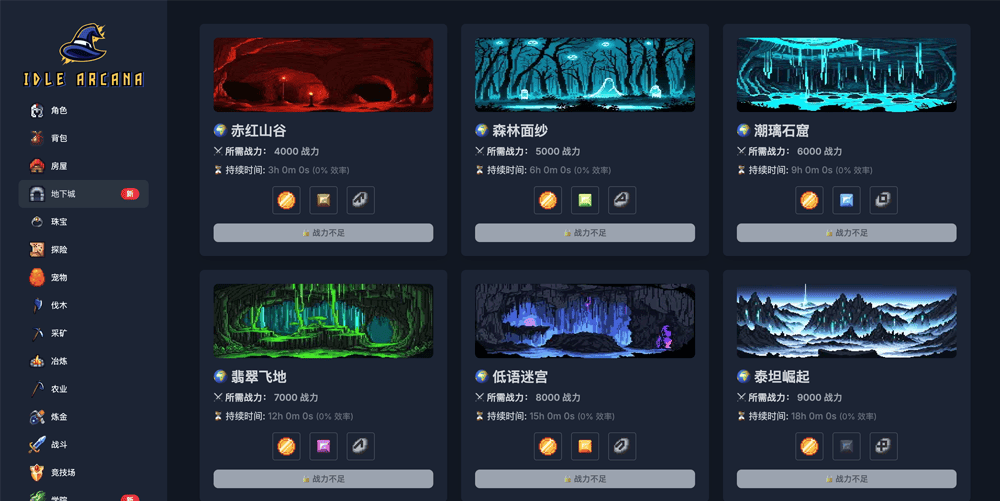 IDLE ARCANA
角色
背包
房屋
地下城 新
珠宝
探险
宠物
伐木
采矿
冶炼
农业
炼金
战斗
竞技场
学院 新
赤红山谷
所需战力: 4000 战力
持续时间: 3h 0m 0s (0% 效率)
战力不足
森林面纱
所需战力: 5000 战力
持续时间: 6h 0m 0s (0% 效率)
战力不足
潮璃石窟
所需战力: 6000 战力
持续时间: 9h 0m 0s (0% 效率)
战力不足
翡翠飞地
所需战力: 7000 战力
持续时间: 12h 0m 0s (0% 效率)
战力不足
低语迷宫
所需战力: 8000 战力
持续时间: 15h 0m 0s (0% 效率)
战力不足
泰坦崛起
所需战力: 9000 战力
持续时间: 18h 0m 0s (0% 效率)
战力不足